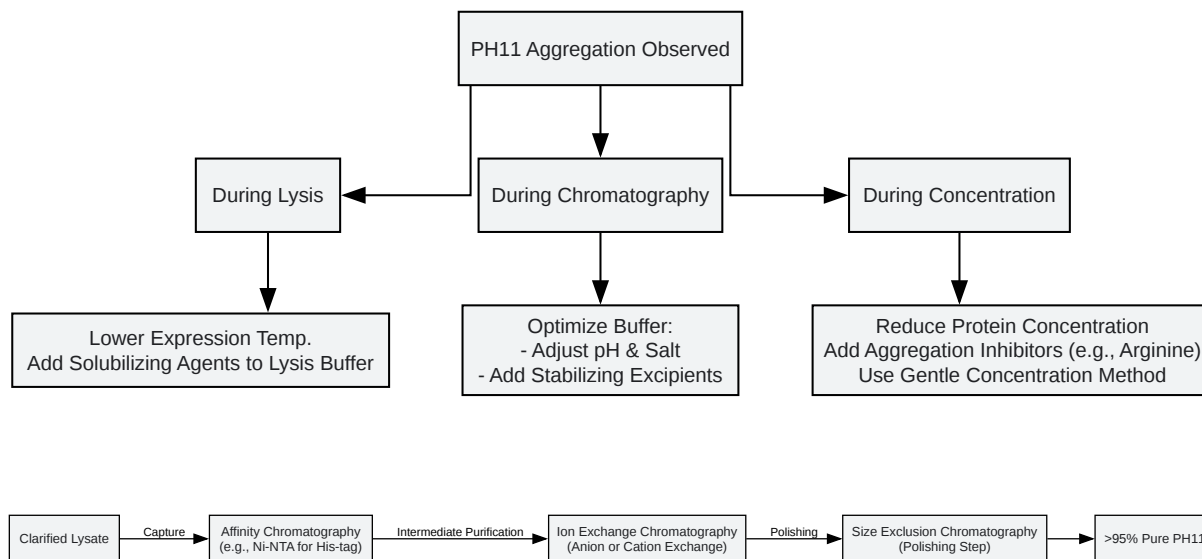 PH11 Aggregation Observed
During Lysis
During Chromatography
During Concentration
Lower Expression Temp.
Add Solubilizing Agents to Lysis Buffer
Optimize Buffer:
- Adjust pH & Salt
- Add Stabilizing Excipients
Reduce Protein Concentration
Add Aggregation Inhibitors (e.g., Arginine)
Use Gentle Concentration Method
Clarified Lysate
Capture
Affinity Chromatography
(e.g., Ni-NTA for His-tag)
Intermediate Purification
Ion Exchange Chromatography
(Anion or Cation Exchange)
Polishing
Size Exclusion Chromatography
(Polishing Step)
>95% Pure PH11